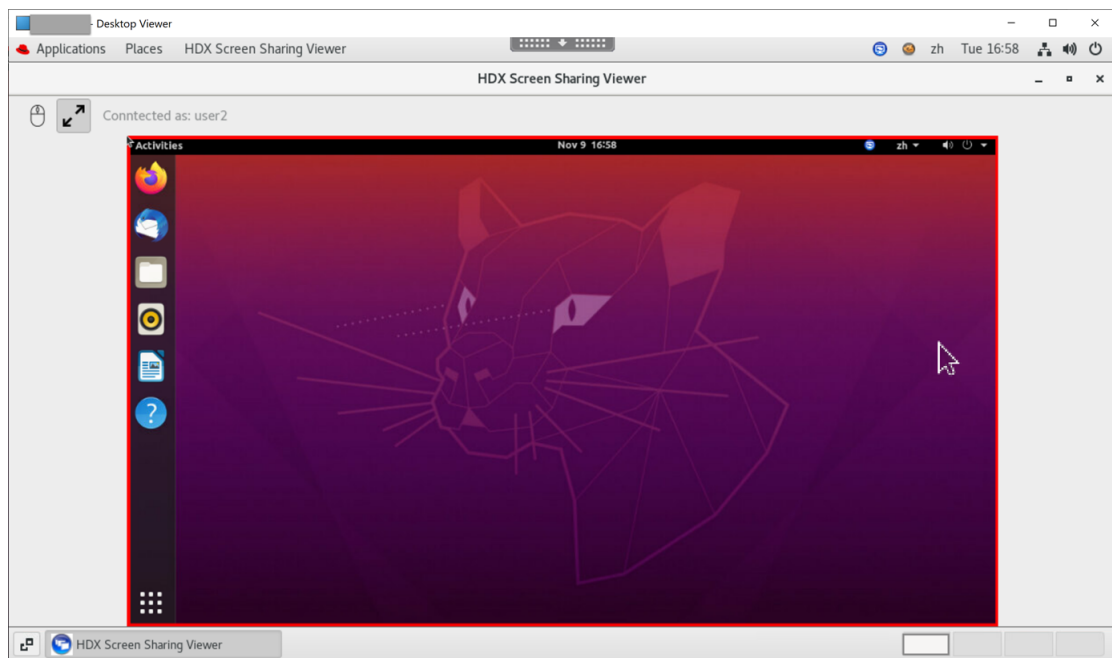 - Desktop Viewer
Applications Places HDX Screen Sharing Viewer zh Tue 16:58
HDX Screen Sharing Viewer
Conntected as: user2
Activities Nov 9 16:58 zh
?
HDX Screen Sharing Viewer